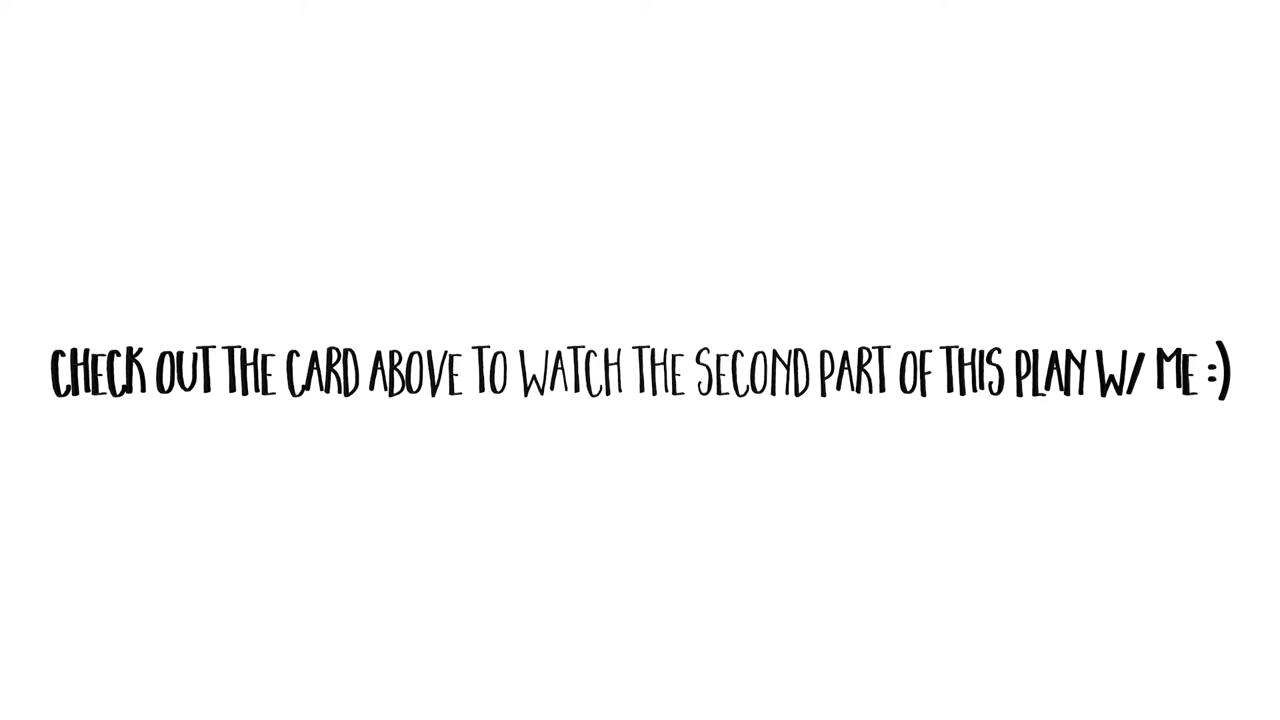 CHECK OUT THE CARD ABOVE TO WATCH THE SECOND PART OF THIS PLAN W/ ME :)